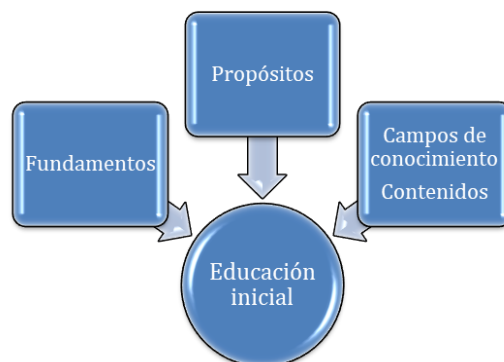 Propósitos
Fundamentos
Campos de
conocimiento
Contenidos
Educación
inicial